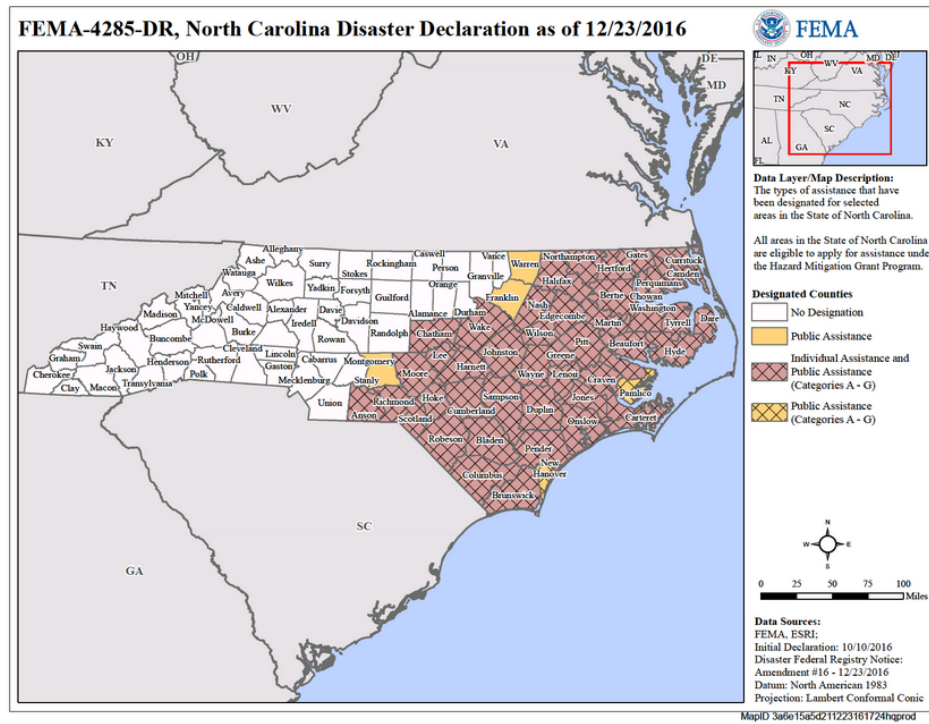 FEMA-4285-DR, North Carolina Disaster Declaration as of 12/23/2016
FEMA
OH
WV
KY
VA
DE
MD
TN
SC
GA
Alleghany
Ashe
Surry
Stokes
Rockingham
Caswell
Person
Vance
Granville
Warren
Northampton
Gates
Hertford
Currituck
Camden
Perquimans
Chowan
Halifax
Bertie
Washington
Watauga
Wilkes
Yadkin
Forsyth
Guilford
Orange
Alamance
Durham
Franklin
Nash
Edgecombe
Martin
Tyrrell
Dare
Mitchell
Avery
Yancey
Caldwell
Alexander
Davie
Davidson
Iredell
Randolph
Chatham
Wake
Wilson
Pitt
Beaufort
Hyde
Madison
McDowell
Burke
Rowan
Haywood
Buncombe
Swain
Graham
Jackson
Cherokee
Clay
Macon
Transylvania
Henderson
Rutherford
Polk
Cleveland
Lincoln
Gaston
Cabarrus
Mecklenburg
Montgomery
Stanly
Union
Anson
Lee
Moore
Richmond
Harnett
Johnston
Wayne
Greene
Lenoir
Craven
Pamlico
Jones
Carteret
Hoke
Scotland
Cumberland
Sampson
Duplin
Onslow
Robeson
Bladen
Pender
New
Hanover
Columbus
Brunswick
IL
IN
OH
WV
MD
DE
KY
VA
TN
NC
SC
AL
GA
FL
Data Layer/Map Description:
The types of assistance that have
been designated for selected
areas in the State of North Carolina.
All areas in the State of North Carolina
are eligible to apply for assistance under
the Hazard Mitigation Grant Program.
Designated Counties
No Designation
Public Assistance
Individual Assistance and
Public Assistance
(Categories A - G)
Public Assistance
(Categories A - G)
N
W
E
S
0 25 50 75 100
Miles
Data Sources:
FEMA, ESRI;
Initial Declaration: 10/10/2016
Disaster Federal Registry Notice:
Amendment #16 - 12/23/2016
Datum: North American 1983
Projection: Lambert Conformal Conic
MapID 3a6e15a5d211223161724hqprod